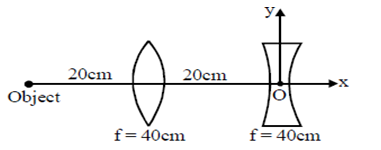 y
20cm 20cm x
Object O
f = 40cm f = 40cm